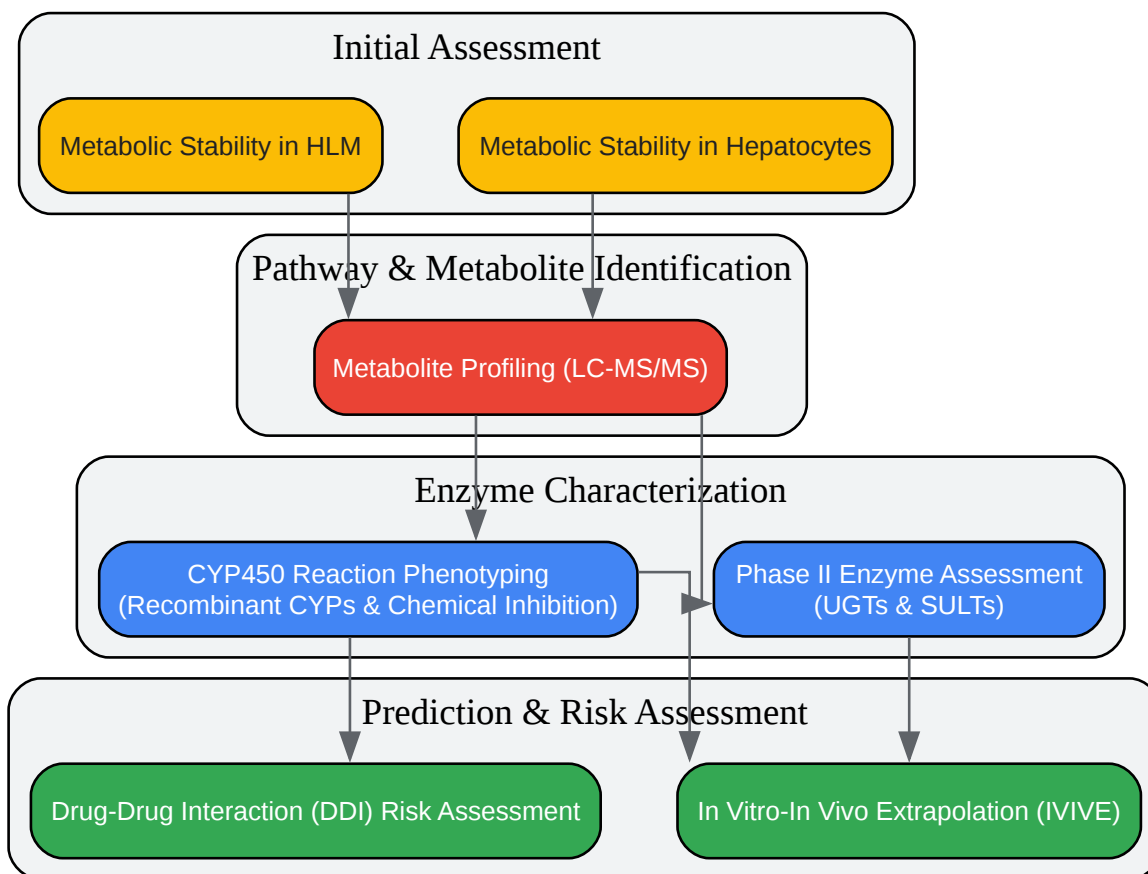 Initial Assessment
Metabolic Stability in HLM
Metabolic Stability in Hepatocytes
Pathway & Metabolite Identification
Metabolite Profiling (LC-MS/MS)
Enzyme Characterization
CYP450 Reaction Phenotyping
(Recombinant CYPs & Chemical Inhibition)
Phase II Enzyme Assessment
(UGTs & SULTs)
Prediction & Risk Assessment
Drug-Drug Interaction (DDI) Risk Assessment
In Vitro-In Vivo Extrapolation (IVIVE)